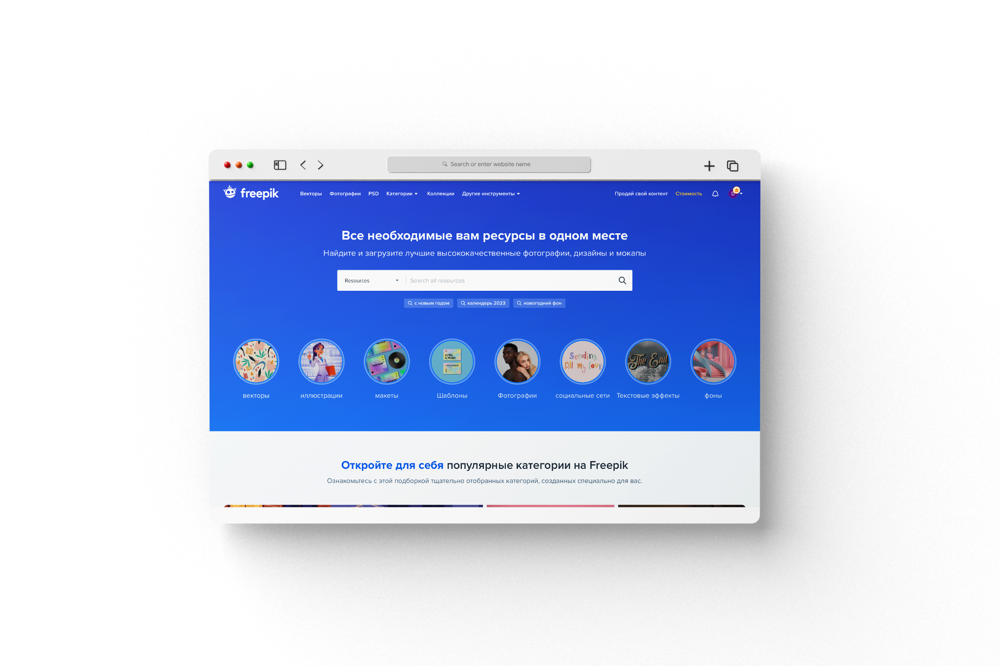 Search or enter website name
freepik
Векторы Фотографии PSD Категории Коллекции Другие инструменты Продай свой контент Стоимость D
Все необходимые вам ресурсы в одном месте
Найдите и загрузите лучшие высококачественные фотографии, дизайны и мокапы
Resources Search all resources
с новым годом календарь 2023 новогодний фон
MOCKUP
MOCKUP
MOCKUP
Sending
All my Love
The End
векторы иллюстрации макеты Шаблоны Фотографии социальные сети Текстовые эффекты фоны
Откройте для себя популярные категории на Freepik
Ознакомьтесь с этой подборкой тщательно отобранных категорий, созданных специально для вас.